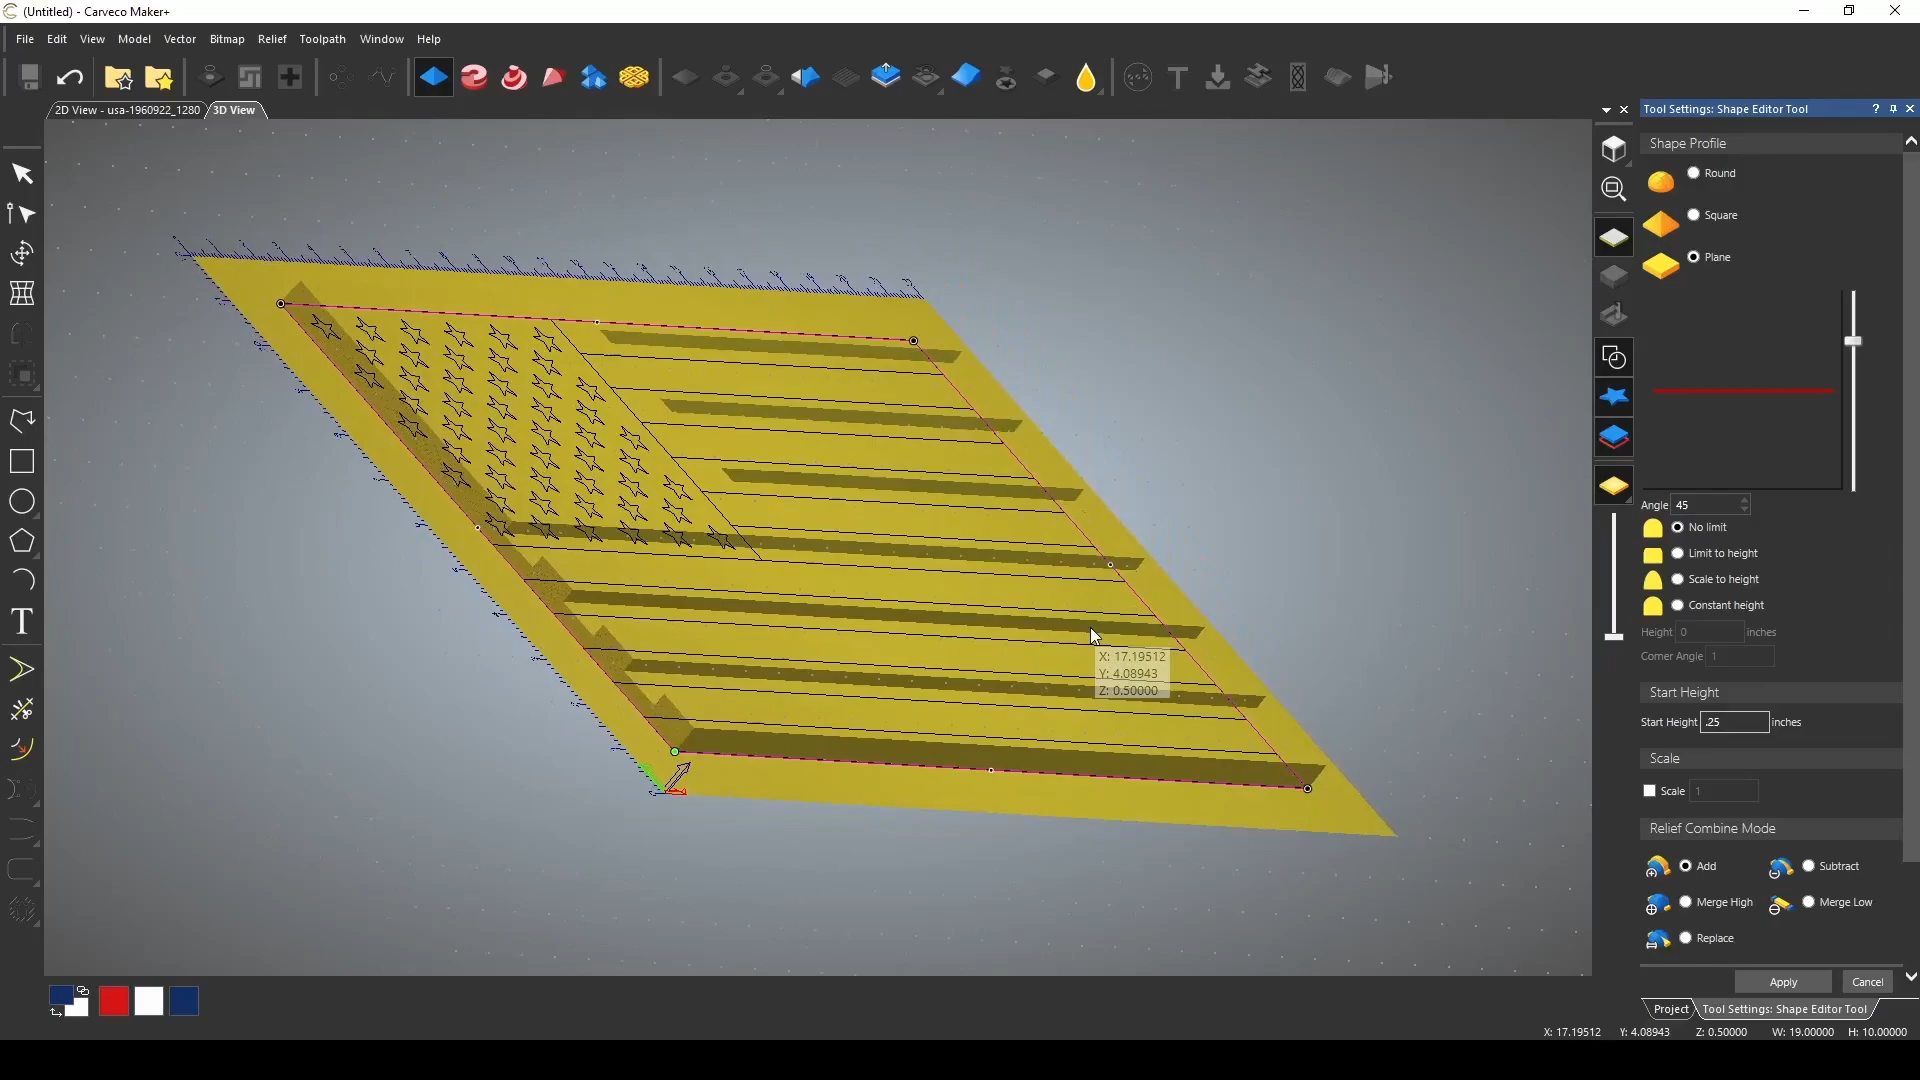 (Untitled) - Carveco Maker+
File Edit View Model Vector Bitmap Relief Toolpath Window Help
2D View - usa-1960922_1280 3D View
Tool Settings: Shape Editor Tool
Shape Profile
Round
Square
Plane
Angle 45
No limit
Limit to height
Scale to height
Constant height
Height 0 inches
Corner Angle 1
Start Height
Start Height .25 inches
Scale
Scale 1
Relief Combine Mode
Add Subtract
Merge High Merge Low
Replace
Apply Cancel
Project Tool Settings: Shape Editor Tool
X: 17.19512
Y: 4.08943
Z: 0.50000
X: 17.19512 Y: 4.08943 Z: 0.50000 W: 19.00000 H: 10.00000